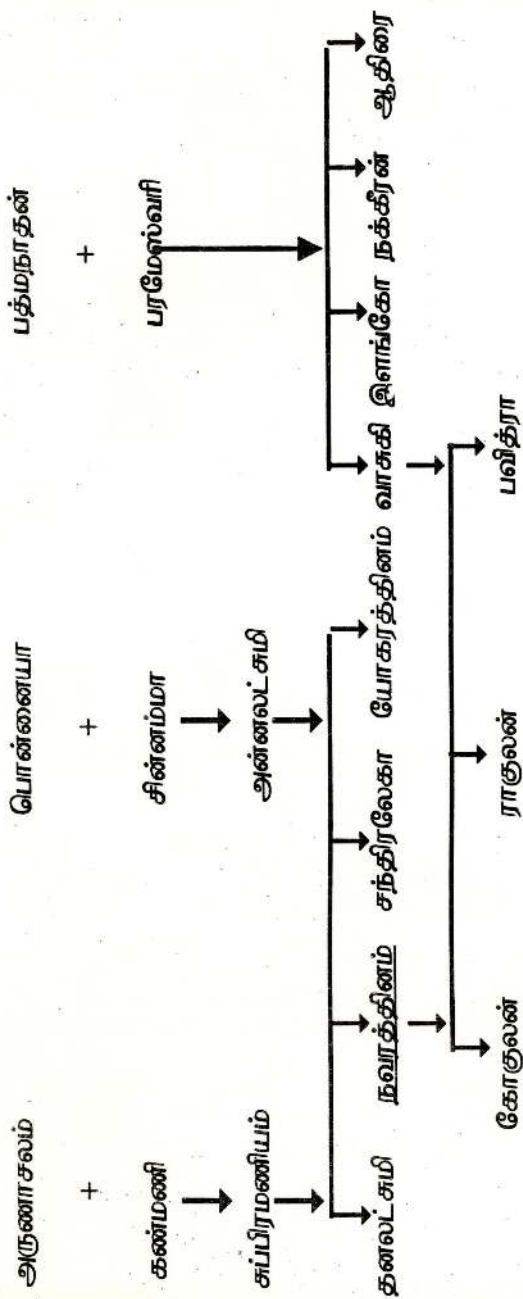 அருணாசலம் பொன்னையா பத்மநாதன்
+ + +
கண்மணி சின்னம்மா பரமேஸ்வரி
சுப்பிரமணியம் அன்னலட்சுமி
தனலட்சுமி நவரத்தினம் சந்திரலேகா யோகரத்தினம் வாசுகி இளங்கோ நக்கீரன் ஆதிரை
கோகுலன் ராகுலன் பவித்ரா